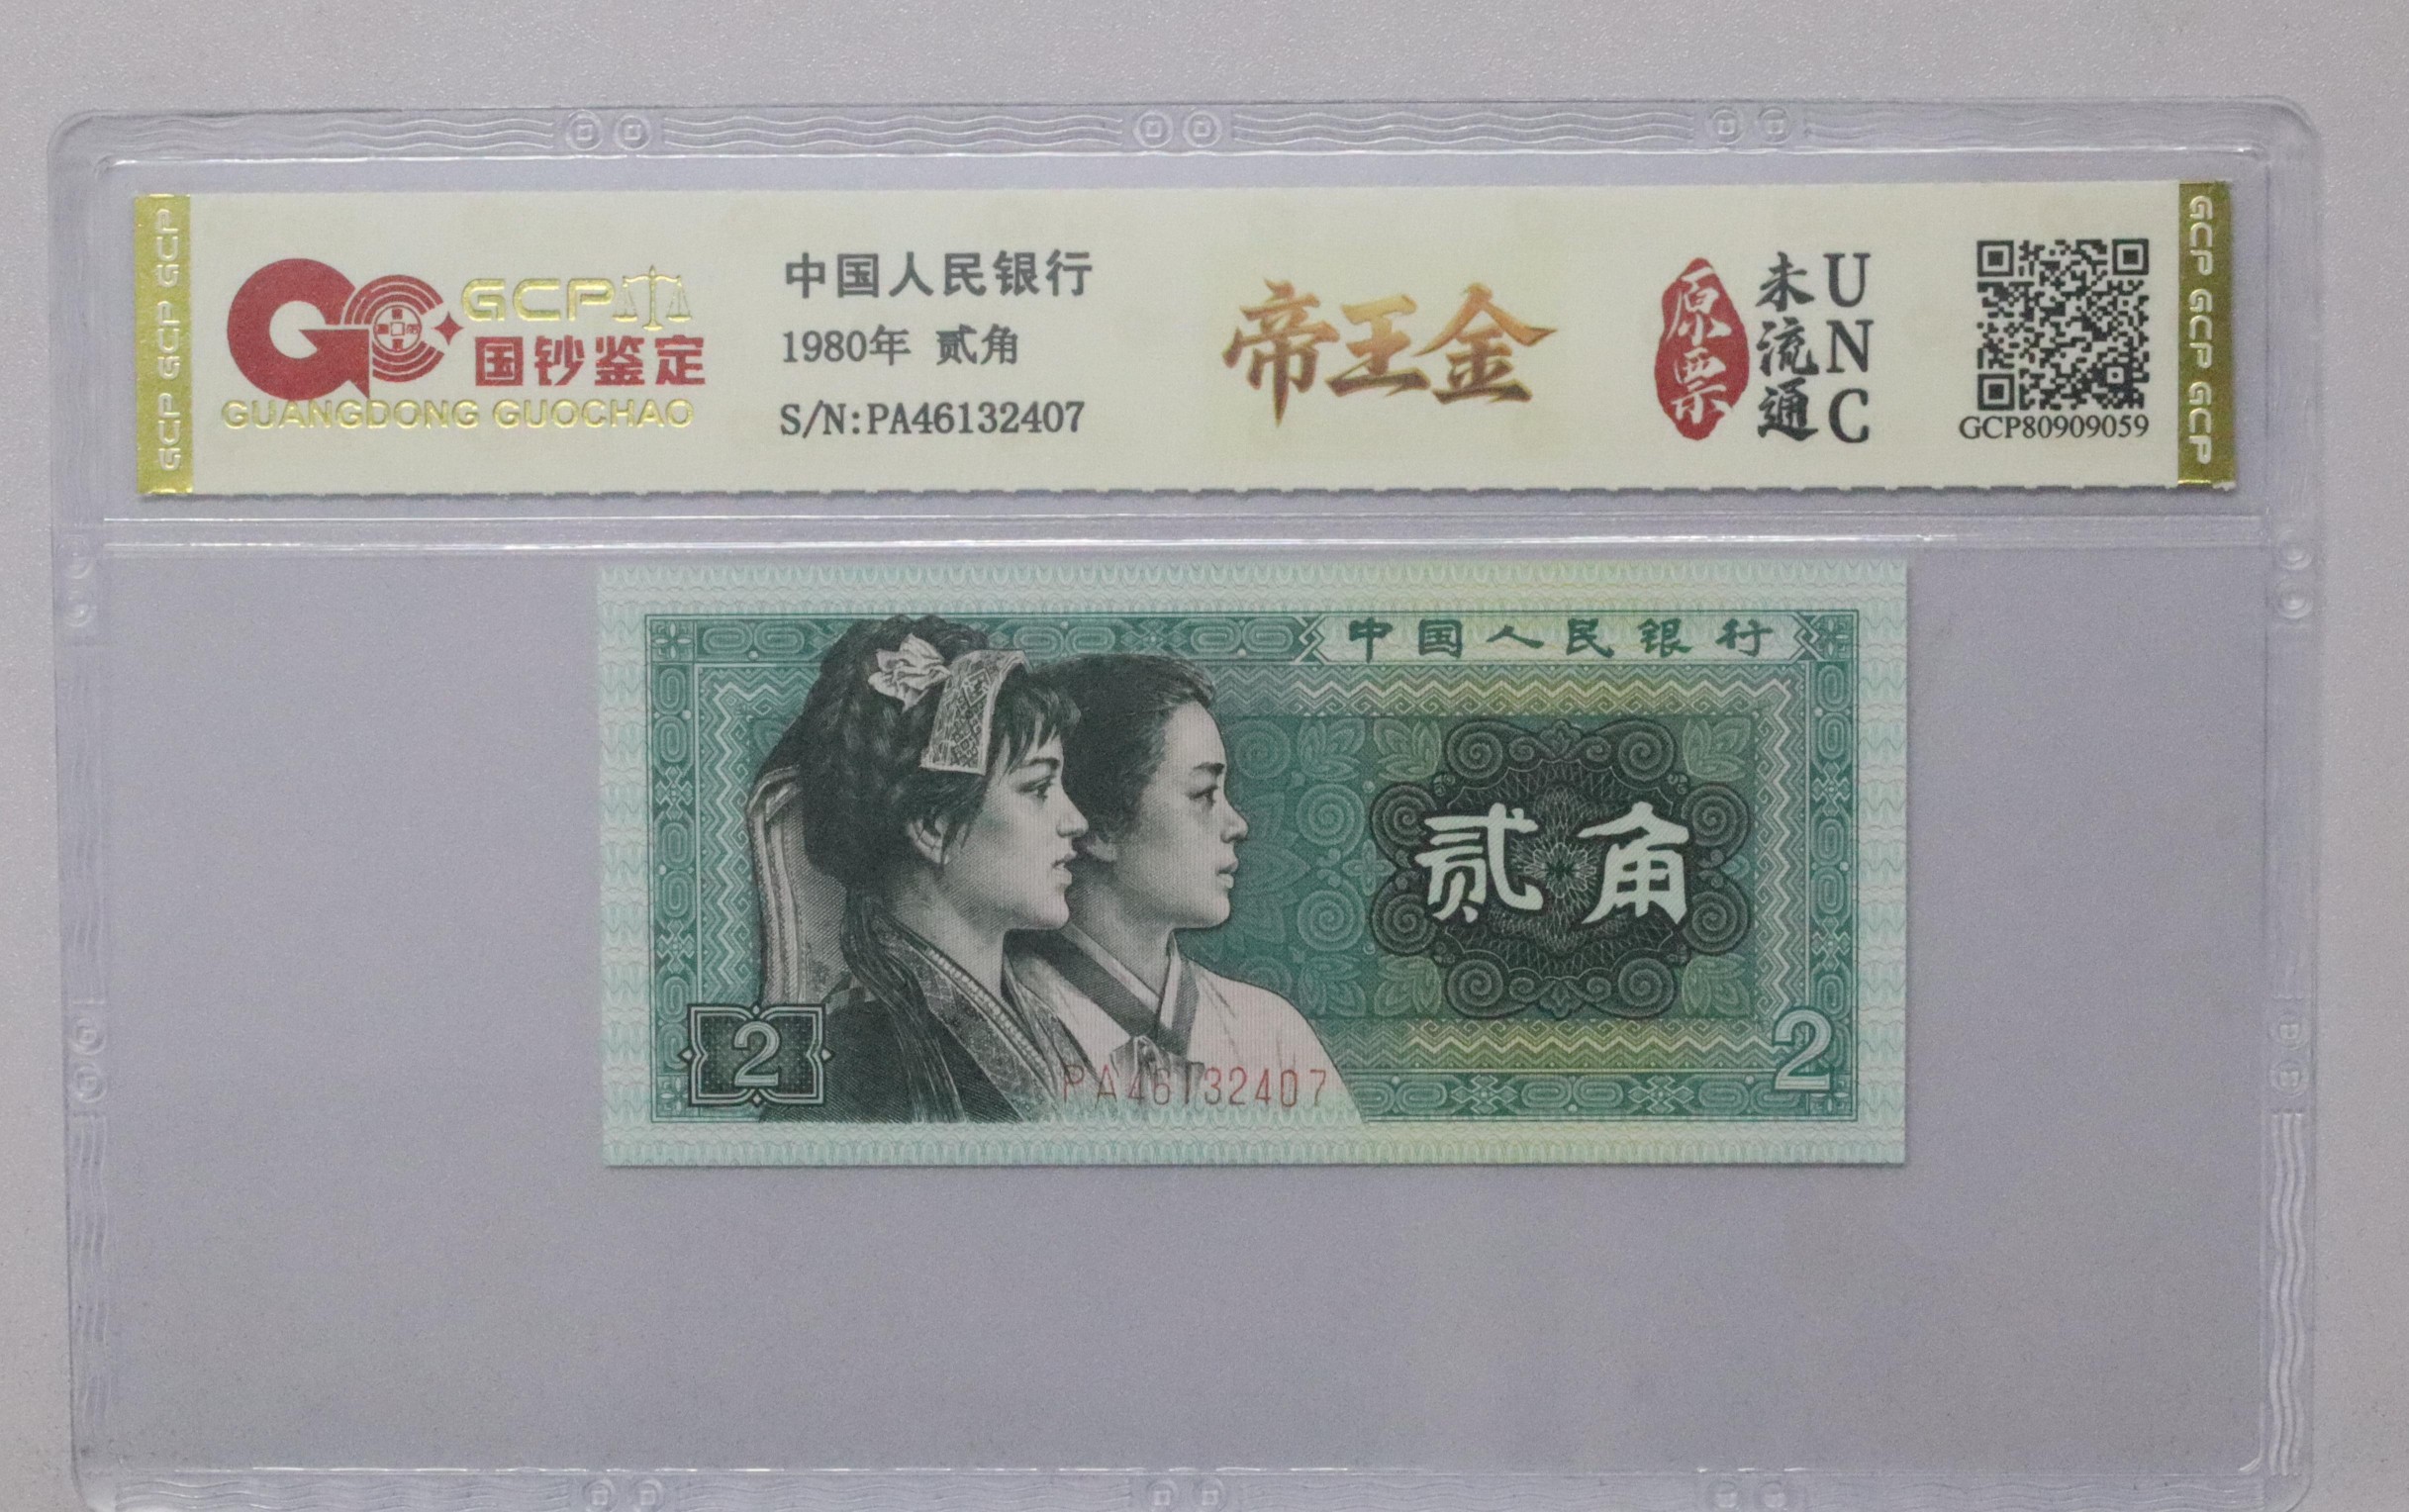 GCP GCP GCP
GCP
国钞鉴定
GUANGDONG GUOCHAO
中国人民银行
1980年 贰角
S/N:PA46132407
帝王金
原票
未流通
UNC
GCP80909059
GCP GCP GCP
中国人民银行
贰角
2
2
PA46132407